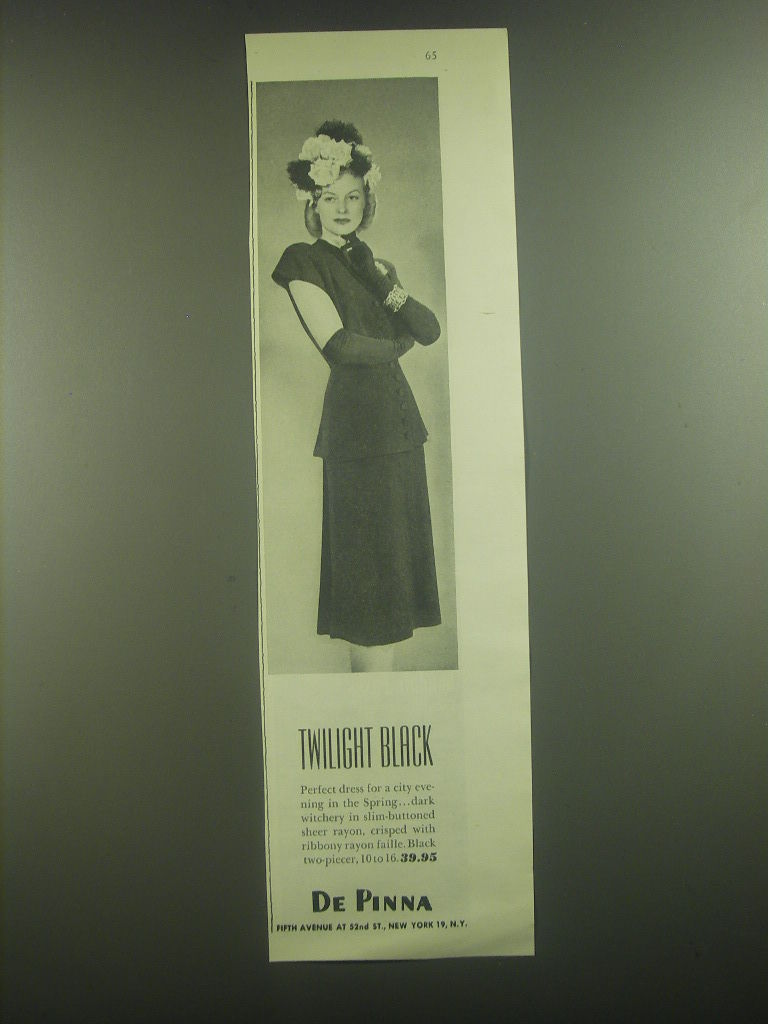 65
TWILIGHT BLACK
Perfect dress for a city eve-
ning in the Spring...dark
witchery in slim-buttoned
sheer rayon, crisped with
ribbony rayon faille. Black
two-piecer, 10 to 16. 39.95
DE PINNA
FIFTH AVENUE AT 52nd ST., NEW YORK 19, N.Y.